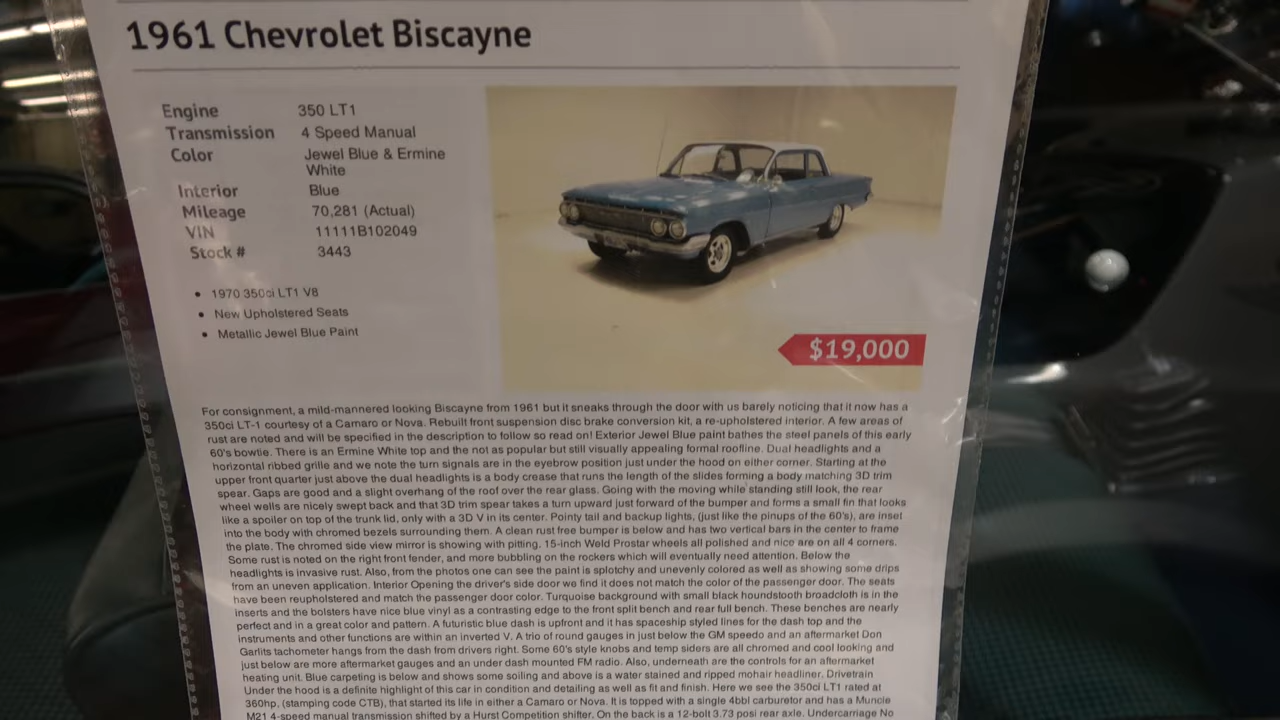 1961 Chevrolet Biscayne
Engine 350 LT1
Transmission 4 Speed Manual
Color Jewel Blue & Ermine
White
Interior Blue
Mileage 70,281 (Actual)
VIN 11111B102049
Stock # 3443
• 1970 350ci LT1 V8
• New Upholstered Seats
• Metallic Jewel Blue Paint
$19,000
For consignment, a mild-mannered looking Biscayne from 1961 but it sneaks through the door with us barely noticing that it now has a
350ci LT-1 courtesy of a Camaro or Nova. Rebuilt front suspension disc brake conversion kit, a re-upholstered interior. A few areas of
rust are noted and will be specified in the description to follow so read on! Exterior Jewel Blue paint bathes the steel panels of this early
60's bowtie. There is an Ermine White top and the not as popular but still visually appealing formal roofline. Dual headlights and a
horizontal ribbed grille and we note the turn signals are in the eyebrow position just under the hood on either corner. Starting at the
upper front quarter just above the dual headlights is a body crease that runs the length of the slides forming a body matching 3D trim
spear. Gaps are good and a slight overhang of the roof over the rear glass. Going with the moving while standing still look, the rear
wheel wells are nicely swept back and that 3D trim spear takes a turn upward just forward of the bumper and forms a small fin that looks
like a spoiler on top of the trunk lid, only with a 3D V in its center. Pointy tail and backup lights, (just like the pinups of the 60's), are inset
into the body with chromed bezels surrounding them. A clean rust free bumper is below and has two vertical bars in the center to frame
the plate. The chromed side view mirror is showing with pitting. 15-inch Weld Prostar wheels all polished and nice are on all 4 corners.
Some rust is noted on the right front fender, and more bubbling on the rockers which will eventually need attention. Below the
headlights is invasive rust. Also, from the photos one can see the paint is splotchy and unevenly colored as well as showing some drips
from an uneven application. Interior Opening the driver's side door we find it does not match the color of the passenger door. The seats
have been reupholstered and match the passenger door color. Turquoise background with small black houndstooth broadcloth is in the
inserts and the bolsters have nice blue vinyl as a contrasting edge to the front split bench and rear full bench. These benches are nearly
perfect and in a great color and pattern. A futuristic blue dash is upfront and it has spaceship styled lines for the dash top and the
instruments and other functions are within an inverted V. A trio of round gauges in just below the GM speedo and an aftermarket Don
Garlits tachometer hangs from the dash from drivers right. Some 60's style knobs and temp siders are all chromed and cool looking and
just below are more aftermarket gauges and an under dash mounted FM radio. Also, underneath are the controls for an aftermarket
heating unit. Blue carpeting is below and shows some soiling and above is a water stained and ripped mohair headliner. Drivetrain
Under the hood is a definite highlight of this car in condition and detailing as well as fit and finish. Here we see the 350ci LT1 rated at
360hp, (stamping code CTB), that started its life in either a Camaro or Nova. It is topped with a single 4bbl carburetor and has a Muncie
M21 4-speed manual transmission shifted by a Hurst Competition shifter. On the back is a 12-bolt 3.73 posi rear axle. Undercarriage No